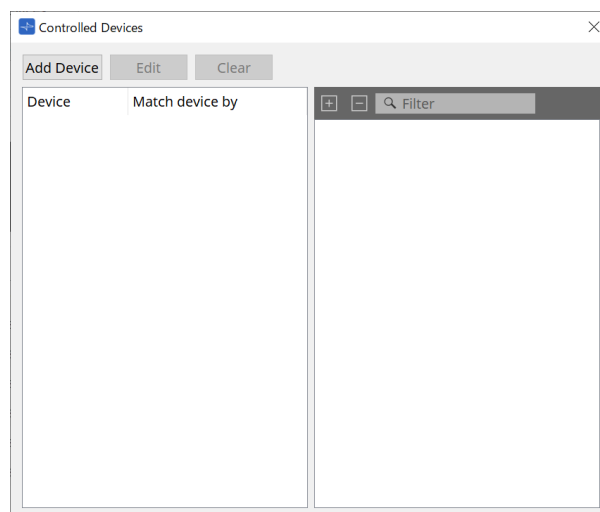 Controlled Devices
Add Device Edit Clear
Device Match device by
Filter